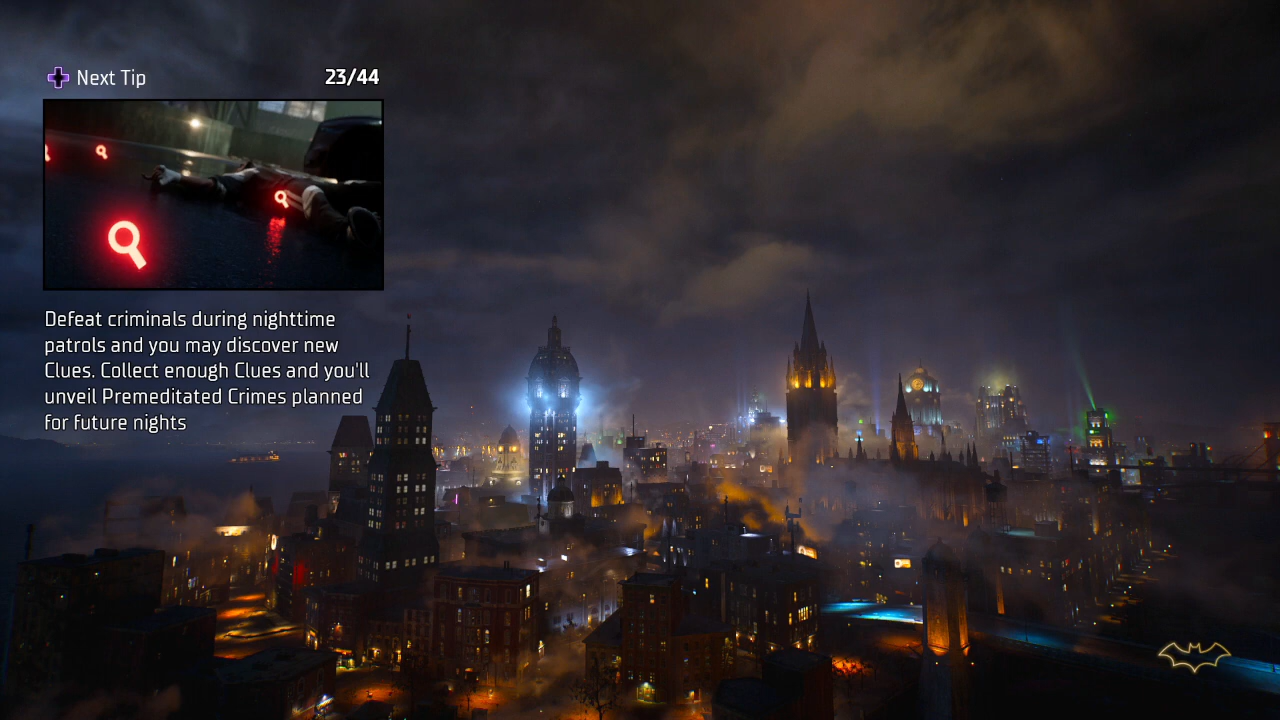 Next Tip
23/44
Defeat criminals during nighttime
patrols and you may discover new
Clues. Collect enough Clues and you'll
unveil Premeditated Crimes planned
for future nights